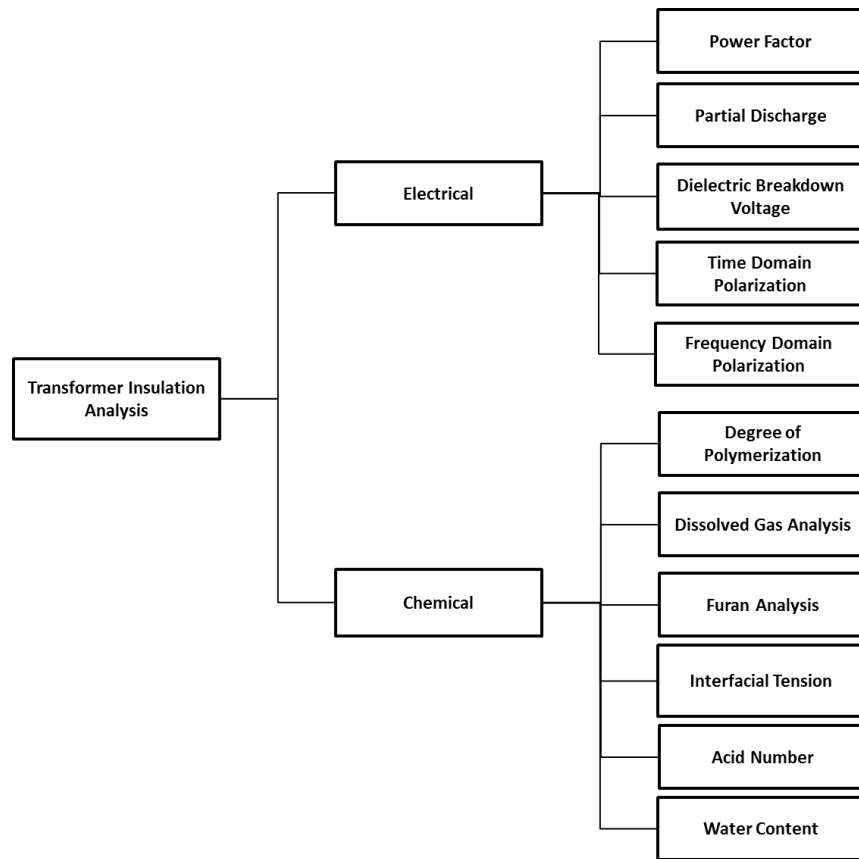 Power Factor
Partial Discharge
Electrical
Dielectric Breakdown
Voltage
Time Domain
Polarization
Frequency Domain
Polarization
Transformer Insulation
Analysis
Degree of
Polymerization
Dissolved Gas Analysis
Chemical
Furan Analysis
Interfacial Tension
Acid Number
Water Content